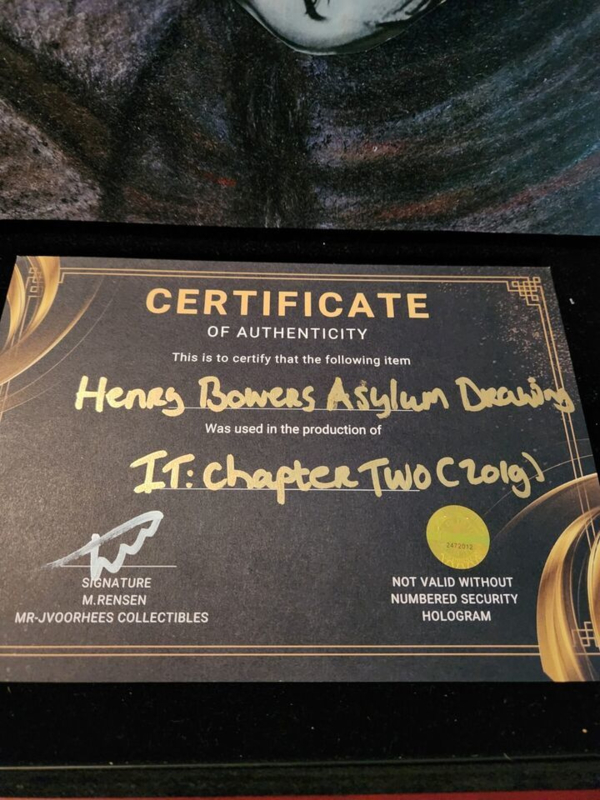 CERTIFICATE
OF AUTHENTICITY
This is to certify that the following item
Henry Bowers Asylum Drawing
Was used in the production of
IT: Chapter Two (2019)
SIGNATURE
M.RENSEN
MR-JVOORHEES COLLECTIBLES
NOT VALID WITHOUT
NUMBERED SECURITY
HOLOGRAM